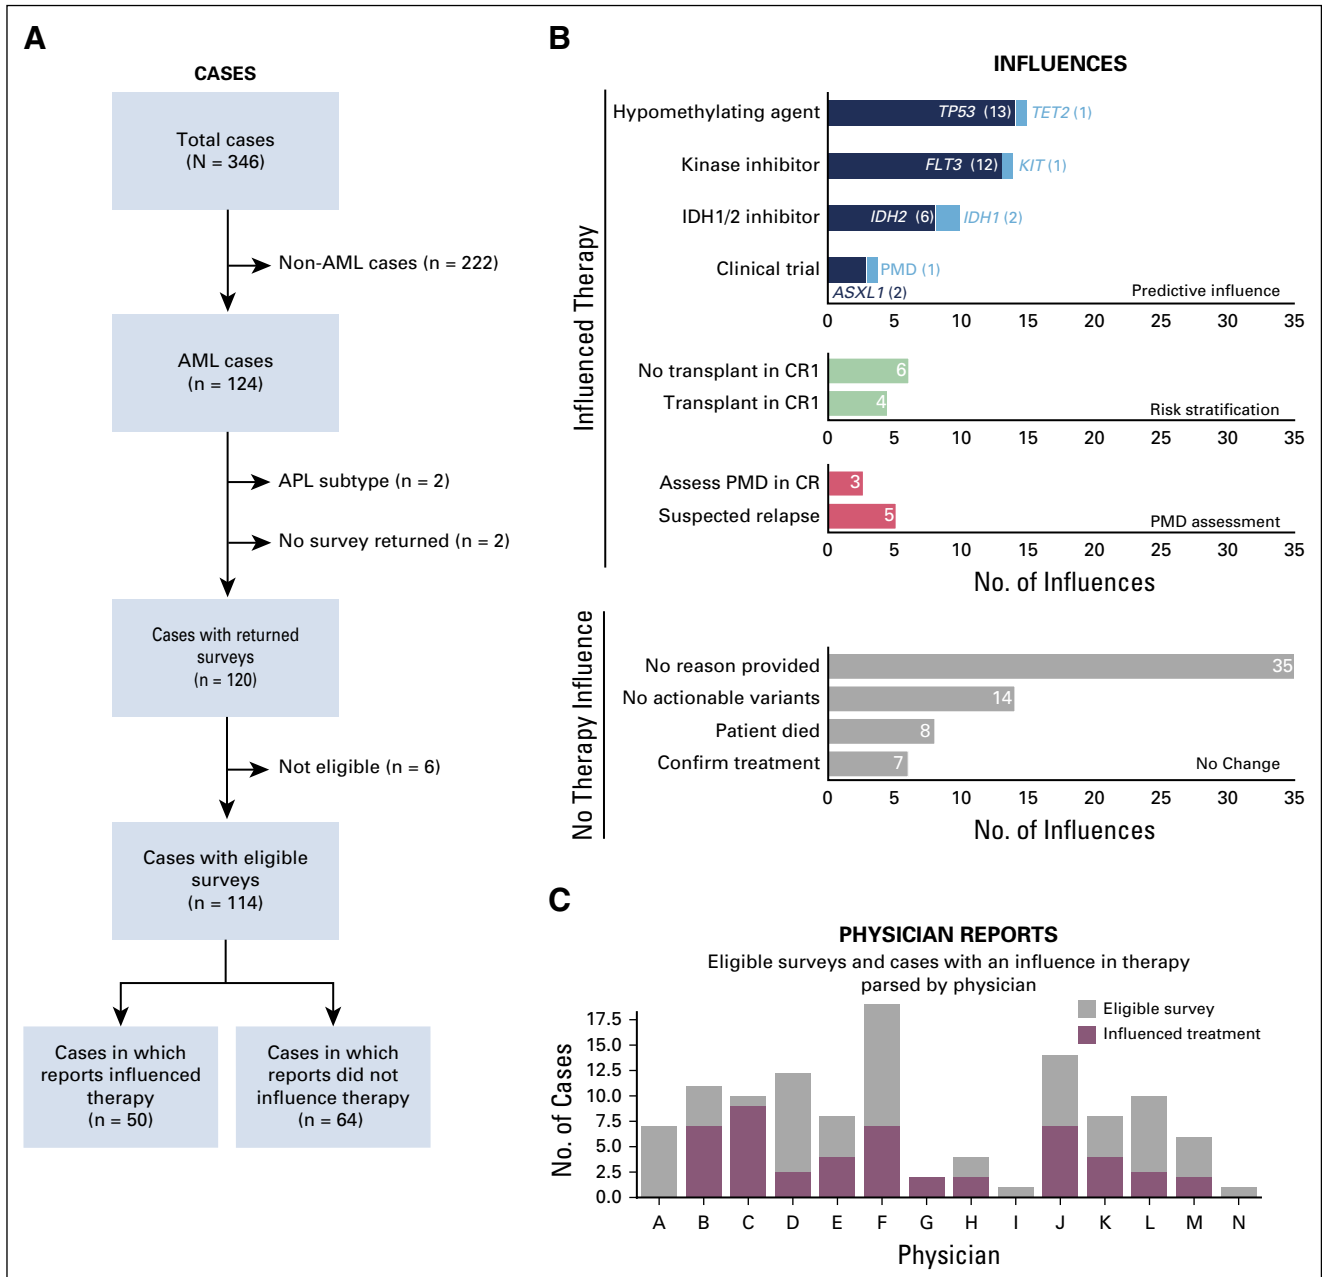 A
CASES
Total cases
(N = 346)
Non-AML cases (n = 222)
AML cases
(n = 124)
APL subtype (n = 2)
No survey returned (n = 2)
Cases with returned
surveys
(n = 120)
Not eligible (n = 6)
Cases with eligible
surveys
(n = 114)
Cases in which
reports influenced
therapy
(n = 50)
Cases in which
reports did not
influence therapy
(n = 64)
B
INFLUENCES
Influenced Therapy
Hypomethylating agent TP53 (13) TET2 (1)
Kinase inhibitor FLT3 (12) KIT (1)
IDH1/2 inhibitor IDH2 (6) IDH1 (2)
Clinical trial PMD (1)
ASXL1 (2) Predictive influence
0 5 10 15 20 25 30 35
No transplant in CR1 6
Transplant in CR1 4
Risk stratification
0 5 10 15 20 25 30 35
Assess PMD in CR 3
Suspected relapse 5
PMD assessment
0 5 10 15 20 25 30 35
No. of Influences
No Therapy Influence
No reason provided 35
No actionable variants 14
Patient died 8
Confirm treatment 7 No Change
0 5 10 15 20 25 30 35
No. of Influences
C
PHYSICIAN REPORTS
Eligible surveys and cases with an influence in therapy
parsed by physician
Eligible survey
Influenced treatment
No. of Cases
17.5
15.0
12.5
10.0
7.5
5.0
2.5
0.0
A B C D E F G H I J K L M N
Physician